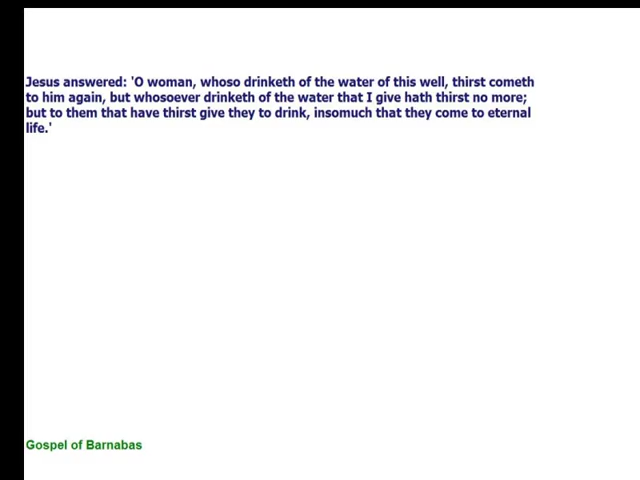 Jesus answered: 'O woman, whoso drinketh of the water of this well, thirst cometh
to him again, but whosoever drinketh of the water that I give hath thirst no more;
but to them that have thirst give they to drink, insomuch that they come to eternal
life.'
Gospel of Barnabas